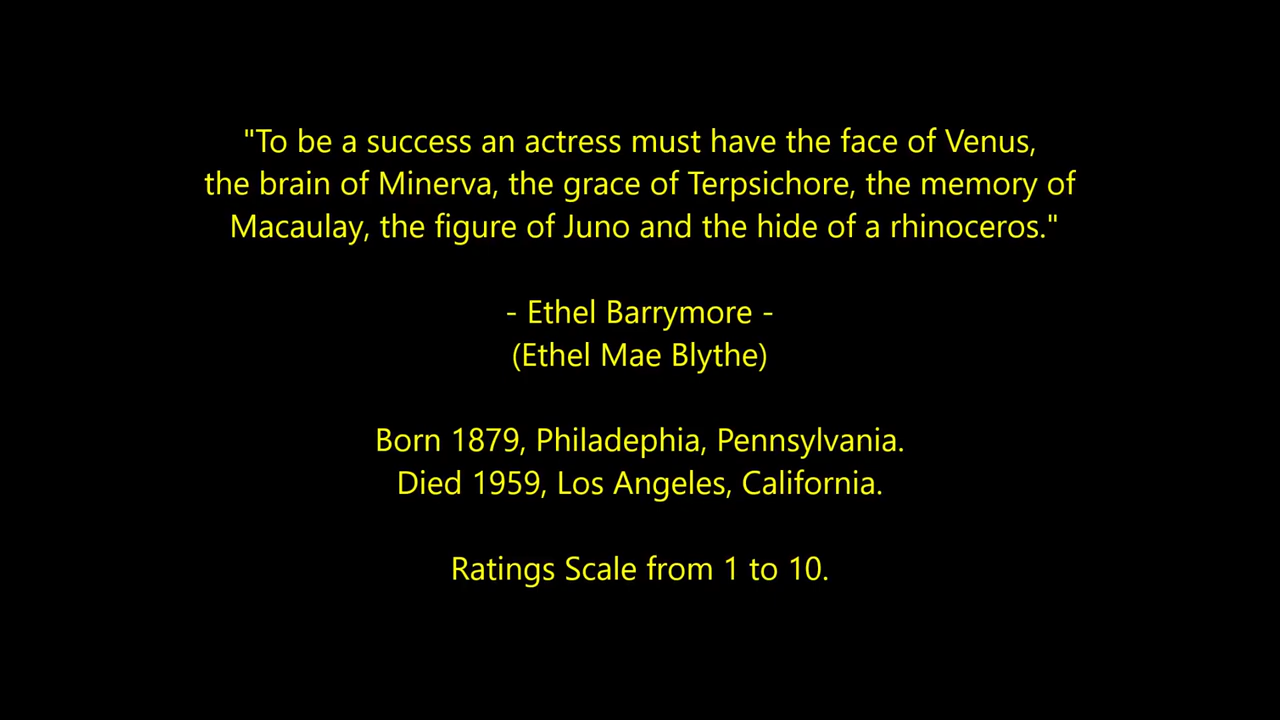 "To be a success an actress must have the face of Venus,
the brain of Minerva, the grace of Terpsichore, the memory of
Macaulay, the figure of Juno and the hide of a rhinoceros."
- Ethel Barrymore -
(Ethel Mae Blythe)
Born 1879, Philadephia, Pennsylvania.
Died 1959, Los Angeles, California.
Ratings Scale from 1 to 10.